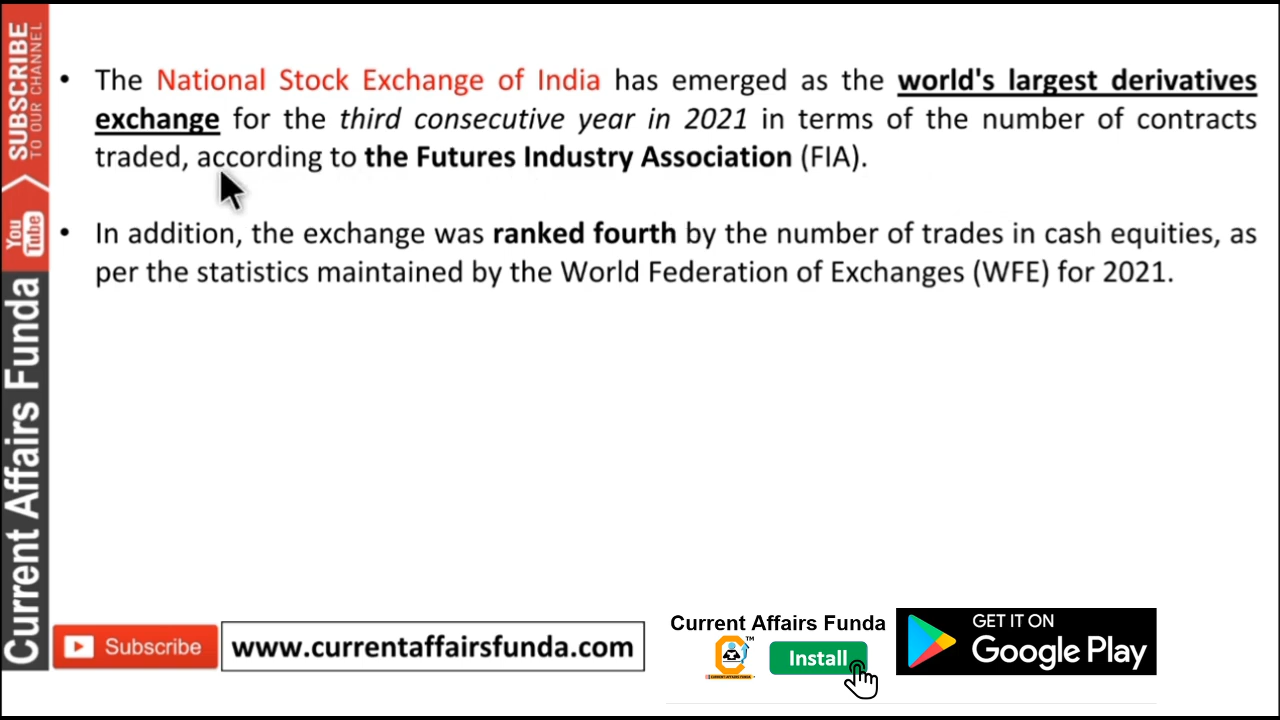 SUBSCRIBE
TO OUR CHANNEL
You
Tube
Current Affairs Funda
• The National Stock Exchange of India has emerged as the world's largest derivatives
exchange for the third consecutive year in 2021 in terms of the number of contracts
traded, according to the Futures Industry Association (FIA).
• In addition, the exchange was ranked fourth by the number of trades in cash equities, as
per the statistics maintained by the World Federation of Exchanges (WFE) for 2021.
Subscribe
www.currentaffairsfunda.com
Current Affairs Funda
TM
CURRENT AFFAIRS FUNDA
Install
GET IT ON
Google Play